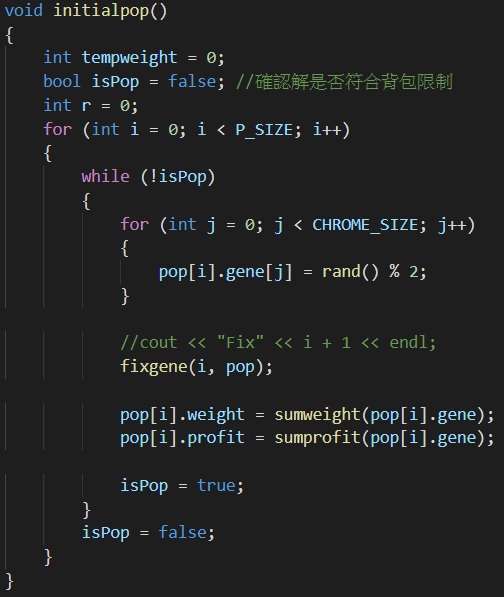 void initialpop()
{
    int tempweight = 0;
    bool isPop = false; //確認解是否符合背包限制
    int r = 0;
    for (int i = 0; i < P_SIZE; i++)
    {
        while (!isPop)
        {
            for (int j = 0; j < CHROME_SIZE; j++)
            {
                pop[i].gene[j] = rand() % 2;
            }

            //cout << "Fix" << i + 1 << endl;
            fixgene(i, pop);

            pop[i].weight = sumweight(pop[i].gene);
            pop[i].profit = sumprofit(pop[i].gene);

            isPop = true;
        }
        isPop = false;
    }
}